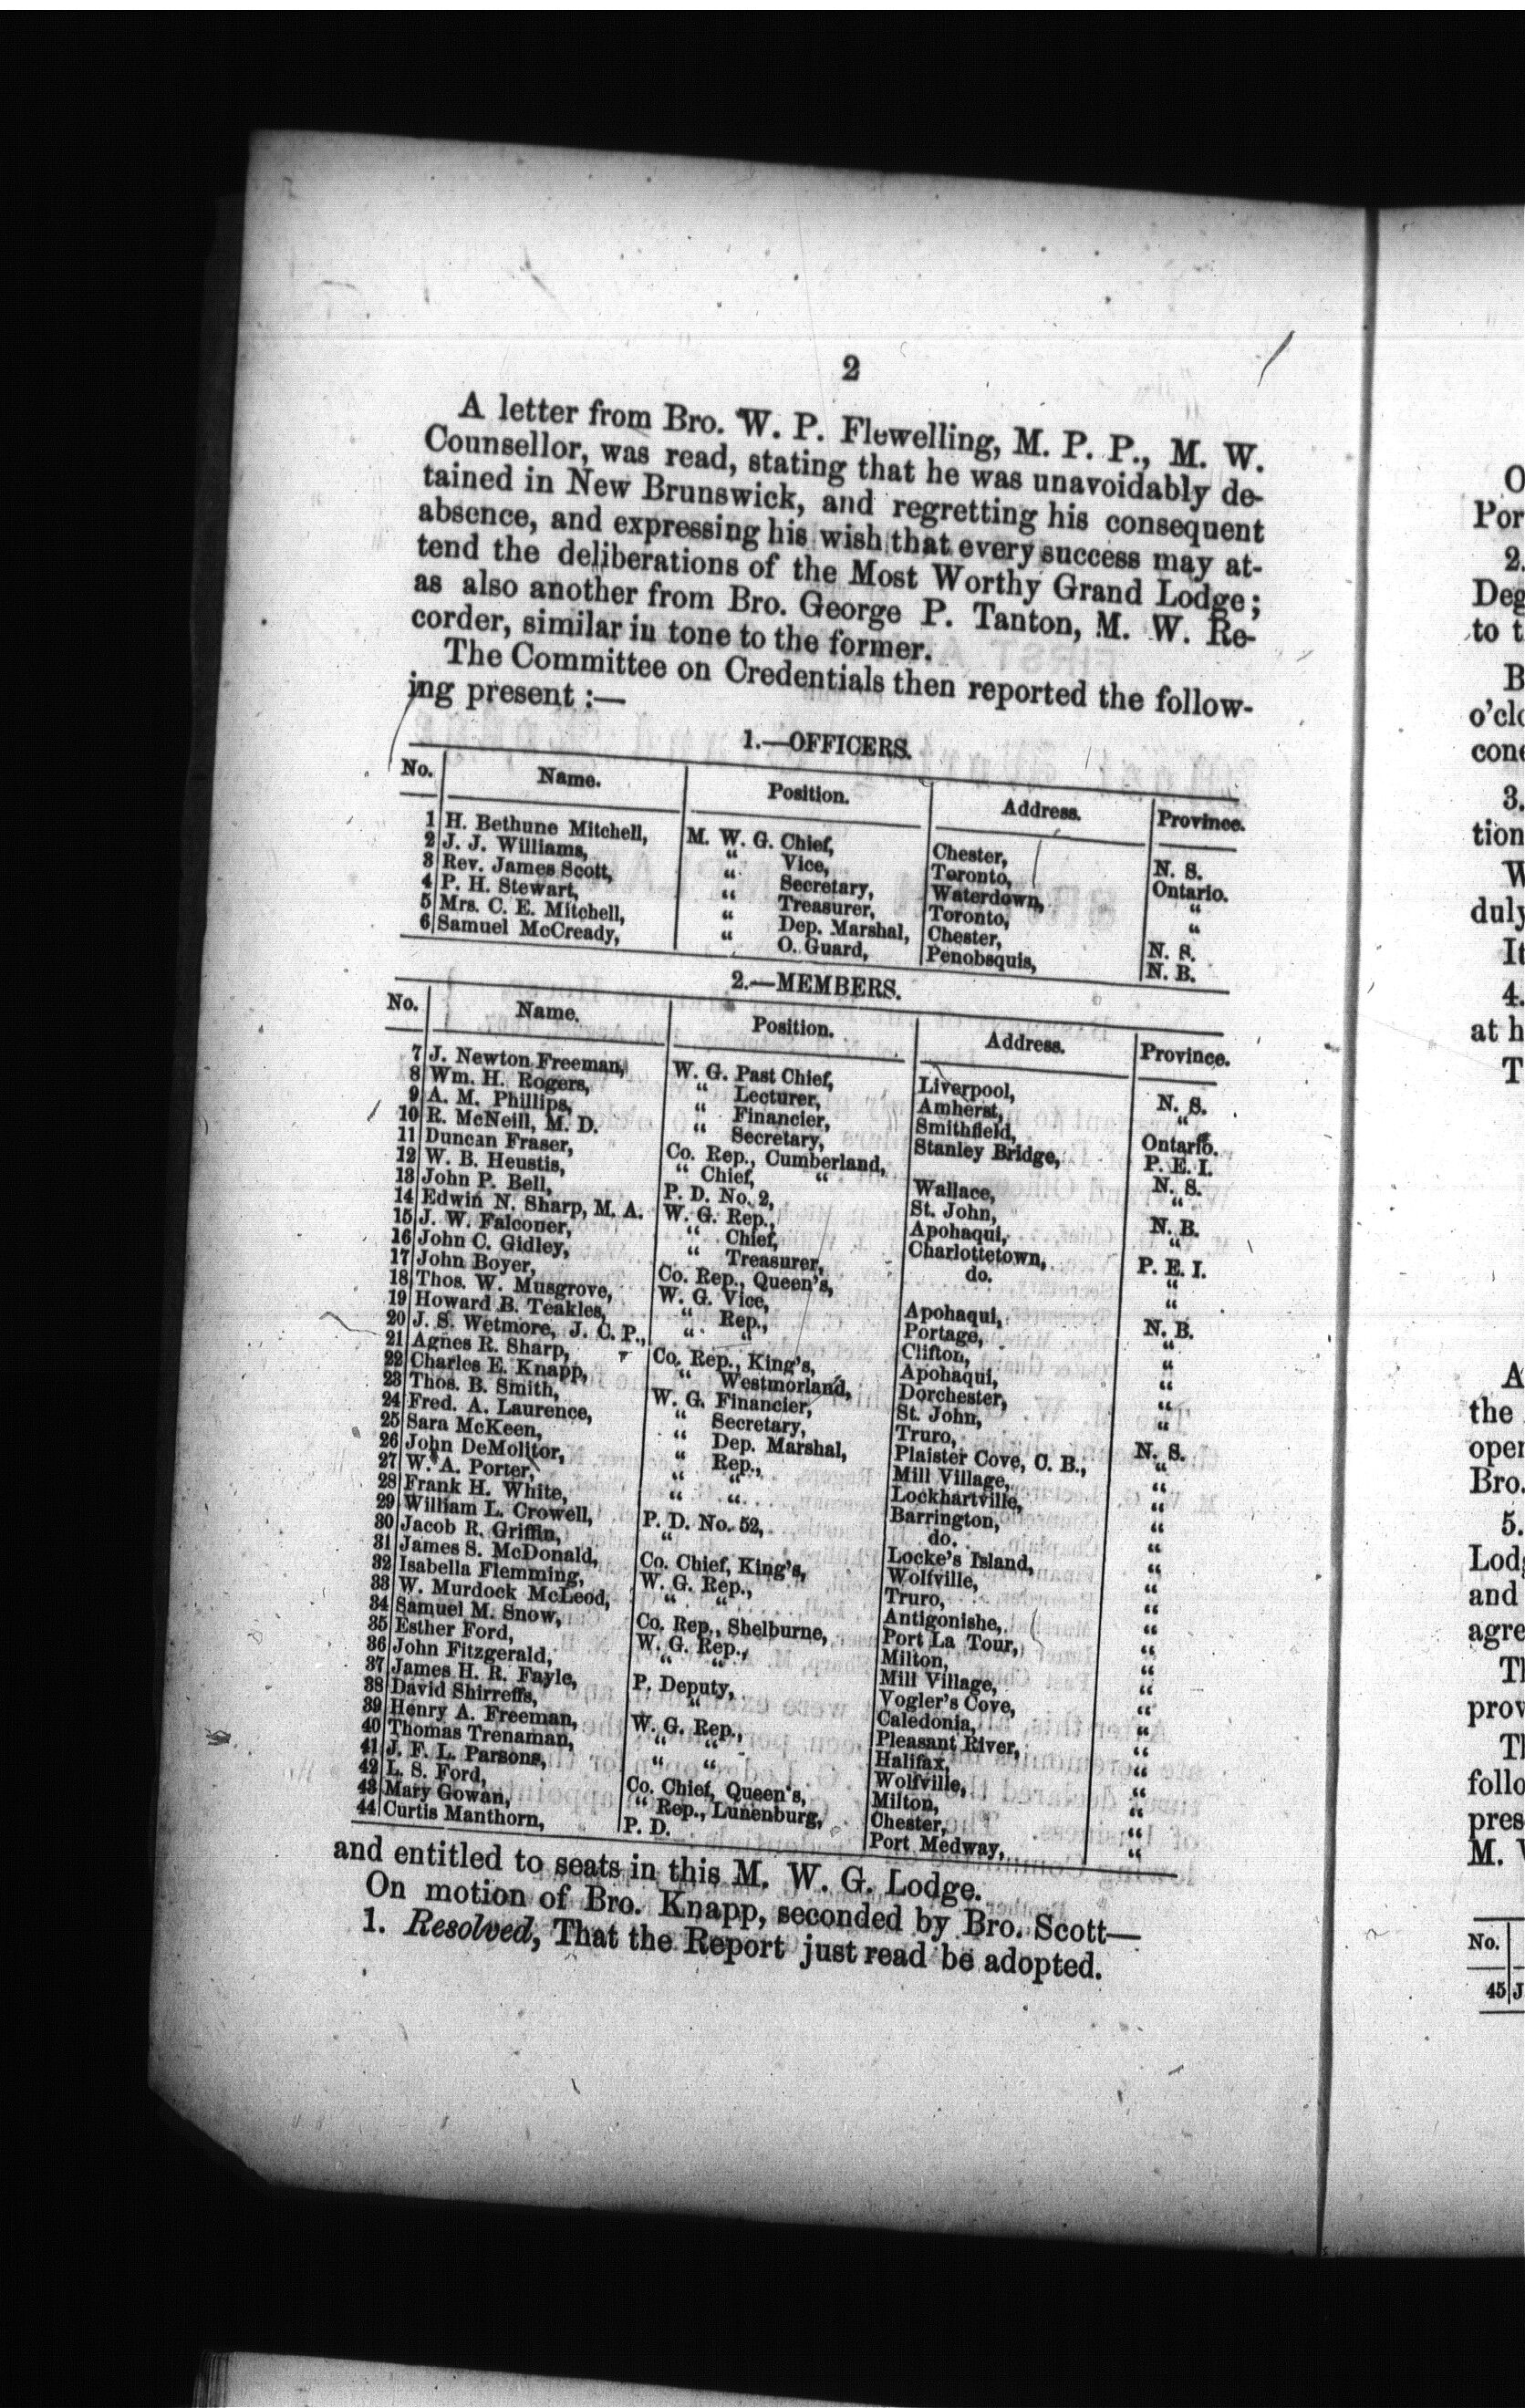 2
A letter from Bro. W. P. Flewelling, M. P. P., M. W.
Counsellor, was read, stating that he was unavoidably de-
tained in New Brunswick, and regretting his consequent
absence, and expressing his wish that every success may at-
tend the deliberations of the Most Worthy Grand Lodge;
as also another from Bro. George P. Tanton, M. W. Re-
corder, similar in tone to the former.
The Committee on Credentials then reported the follow-
ing present :—
1.—OFFICERS.
No. Name. Position. Address. Province.
1 H. Bethune Mitchell, M. W. G. Chief, Chester, N. S.
2 J. J. Williams, “ Vice, Toronto, Ontario.
3 Rev. James Scott, “ Secretary, Waterdown, “
4 P. H. Stewart, “ Treasurer, Toronto, “
5 Mrs. C. E. Mitchell, “ Dep. Marshal, Chester, N. S.
6 Samuel McCready, “ O. Guard, Penobsquis, N. B.
2.—MEMBERS.
No. Name. Position. Address. Province.
7 J. Newton Freeman, W. G. Past Chief, Liverpool, N. S.
8 Wm. H. Rogers, “ Lecturer, Amherst, “
9 A. M. Phillips, “ Financier, Smithfield, Ontario.
10 R. McNeill, M. D. “ Secretary, Stanley Bridge, P. E. I.
11 Duncan Fraser, Co. Rep., Cumberland, N. S.
12 W. B. Heustis, “ Chief, “ Wallace, “
13 John P. Bell, P. D. No. 2, St. John, N. B.
14 Edwin N. Sharp, M. A. W. G. Rep., Apohaqui, “
15 J. W. Falconer, “ Chief, Charlottetown, P. E. I.
16 John C. Gidley, “ Treasurer, do. “
17 John Boyer, Co. Rep., Queen's, “
18 Thos. W. Musgrove, W. G. Vice, Apohaqui, N. B.
19 Howard B. Teakles, “ Rep., Portage, “
20 J. S. Wetmore, J. C. P., “ “ Clifton, “
21 Agnes R. Sharp, Co. Rep., King's, Apohaqui, “
22 Charles E. Knapp, “ Westmorland, Dorchester, “
23 Thos. B. Smith, W. G. Financier, St. John, “
24 Fred. A. Laurence, “ Secretary, Truro, N. S.
25 Sara McKeen, “ Dep. Marshal, Plaister Cove, C. B., “
26 John DeMolitor, “ Rep., Mill Village, “
27 W. A. Porter, “ “ Lockhartville, “
28 Frank H. White, “ “ Barrington, “
29 William L. Crowell, P. D. No. 52, do. “
30 Jacob R. Griffin, “ Locke's Island, “
31 James S. McDonald, Co. Chief, King's, Wolfville, “
32 Isabella Flemming, W. G. Rep., Truro, “
33 W. Murdock McLeod, “ “ Antigonishe, “
34 Samuel M. Snow, Co. Rep., Shelburne, Port La Tour, “
35 Esther Ford, W. G. Rep., Milton, “
36 John Fitzgerald, “ “ Mill Village, “
37 James H. R. Fayle, P. Deputy, Vogler's Cove, “
38 David Shirreffs, “ Caledonia, “
39 Henry A. Freeman, W. G. Rep., Pleasant River, “
40 Thomas Trenaman, “ “ Halifax, “
41 J. F. L. Parsons, “ “ Wolfville, “
42 L. S. Ford, Co. Chief, Queen's, Milton, “
43 Mary Gowan, “ Rep., Lunenburg, Chester, “
44 Curtis Manthorn, P. D. Port Medway, “
and entitled to seats in this M. W. G. Lodge.
On motion of Bro. Knapp, seconded by Bro. Scott—
1. Resolved, That the Report just read be adopted.